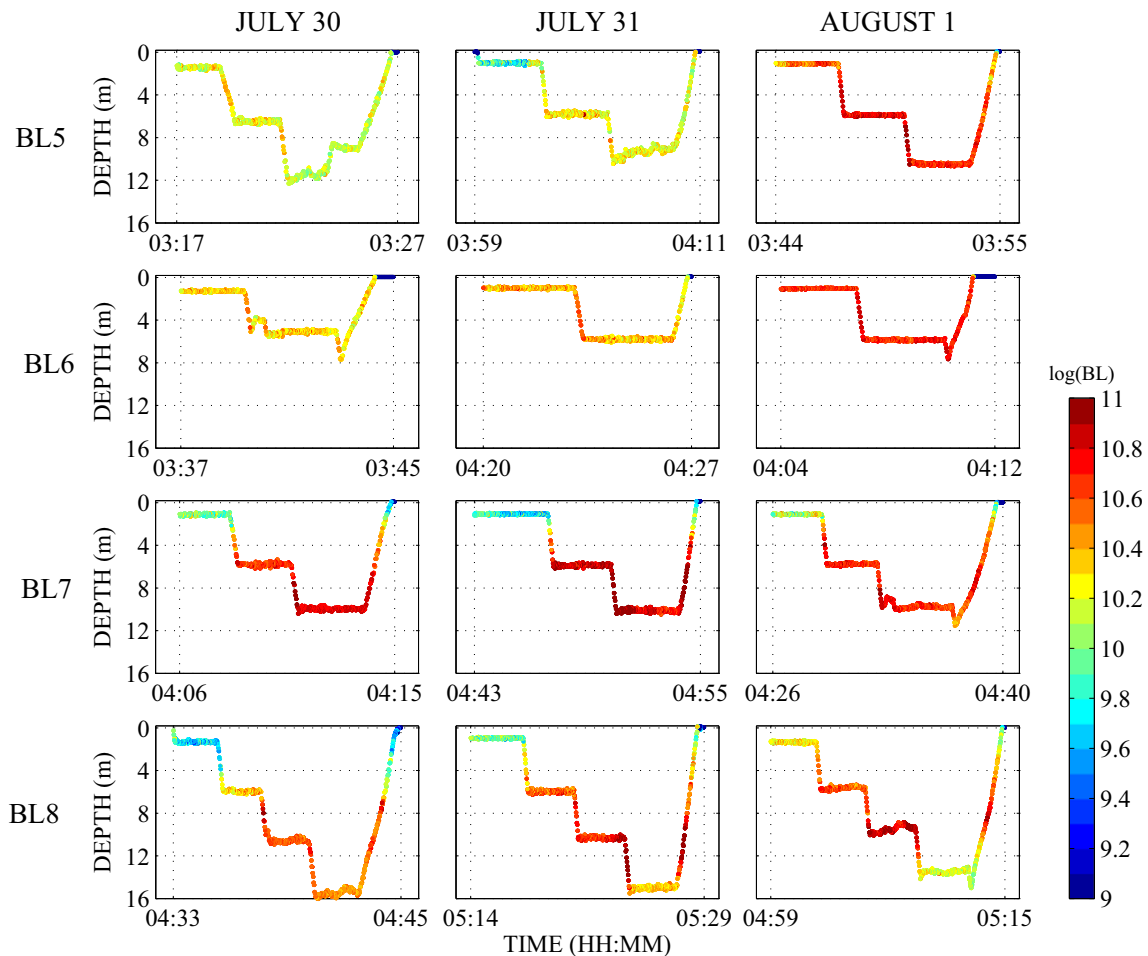 JULY 30 JULY 31 AUGUST 1
BL5
DEPTH (m)
0
4
8
12
16
03:17 03:27 03:59 04:11 03:44 03:55
BL6
DEPTH (m)
0
4
8
12
16
03:37 03:45 04:20 04:27 04:04 04:12
BL7
DEPTH (m)
0
4
8
12
16
04:06 04:15 04:43 04:55 04:26 04:40
BL8
DEPTH (m)
0
4
8
12
16
04:33 04:45 05:14 05:29 04:59 05:15
TIME (HH:MM)
log(BL)
11
10.8
10.6
10.4
10.2
10
9.8
9.6
9.4
9.2
9